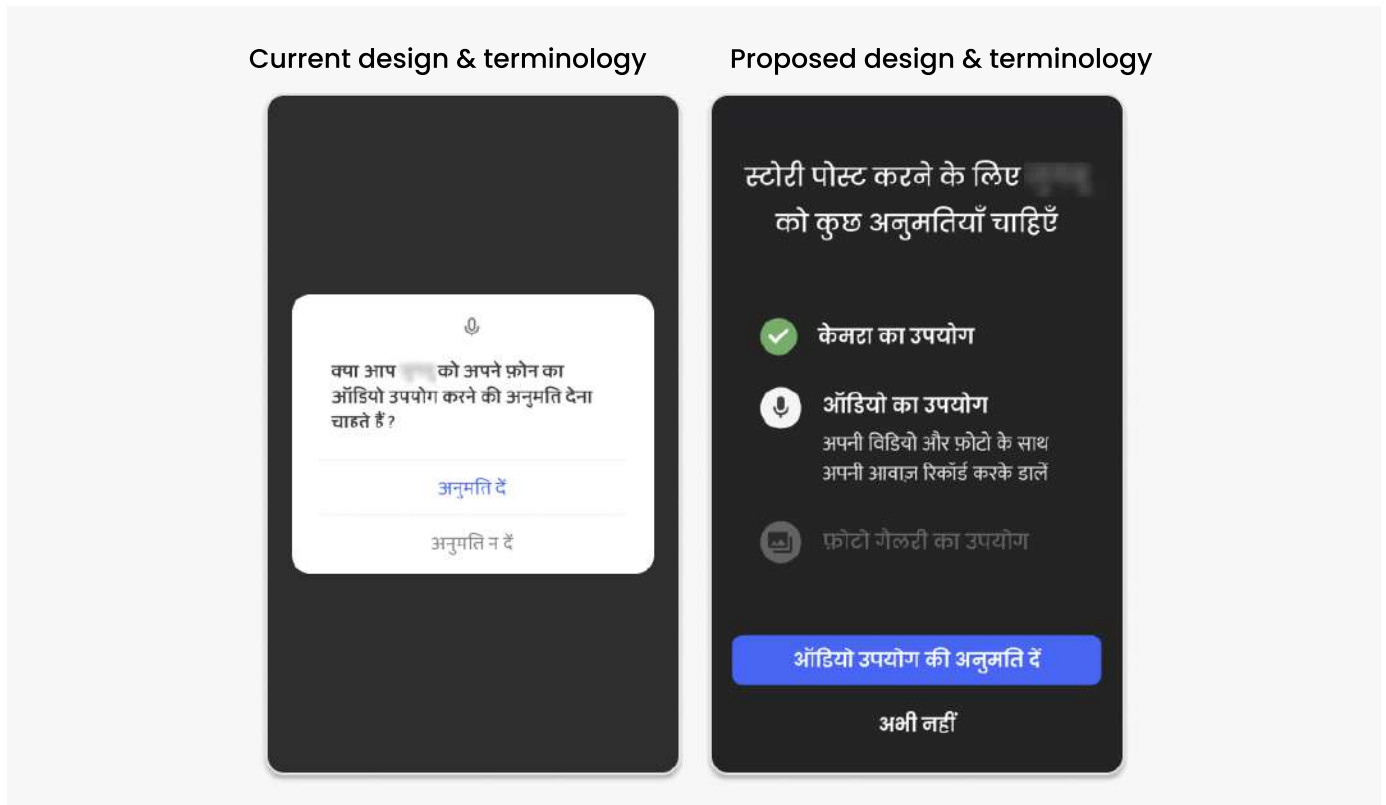 Current design & terminology
क्या आप को अपने फ़ोन का
ऑडियो उपयोग करने की अनुमति देना
चाहते हैं ?
अनुमति दें
अनुमति न दें
Proposed design & terminology
स्टोरी पोस्ट करने के लिए
को कुछ अनुमतियाँ चाहिएँ
केमरा का उपयोग
ऑडियो का उपयोग
अपनी विडियो और फ़ोटो के साथ
अपनी आवाज़ रिकॉर्ड करके डालें
फ़ोटो गेलरी का उपयोग
ऑडियो उपयोग की अनुमति दें
अभी नहीं